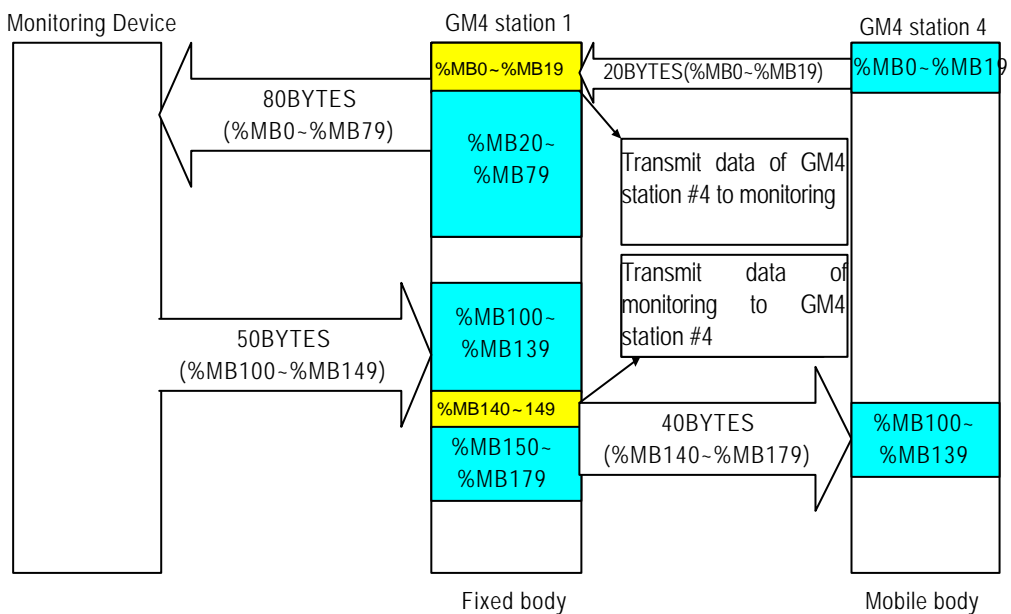 Monitoring Device
GM4 station 1
GM4 station 4
%MB0~%MB19
20BYTES(%MB0~%MB19)
%MB0~%MB19
80BYTES
(%MB0~%MB79)
%MB20~
%MB79
Transmit data of GM4
station #4 to monitoring
Transmit data of
monitoring to GM4
station #4
%MB100~
%MB139
50BYTES
(%MB100~%MB149)
%MB140~149
40BYTES
(%MB140~%MB179)
%MB100~
%MB139
%MB150~
%MB179
Fixed body
Mobile body